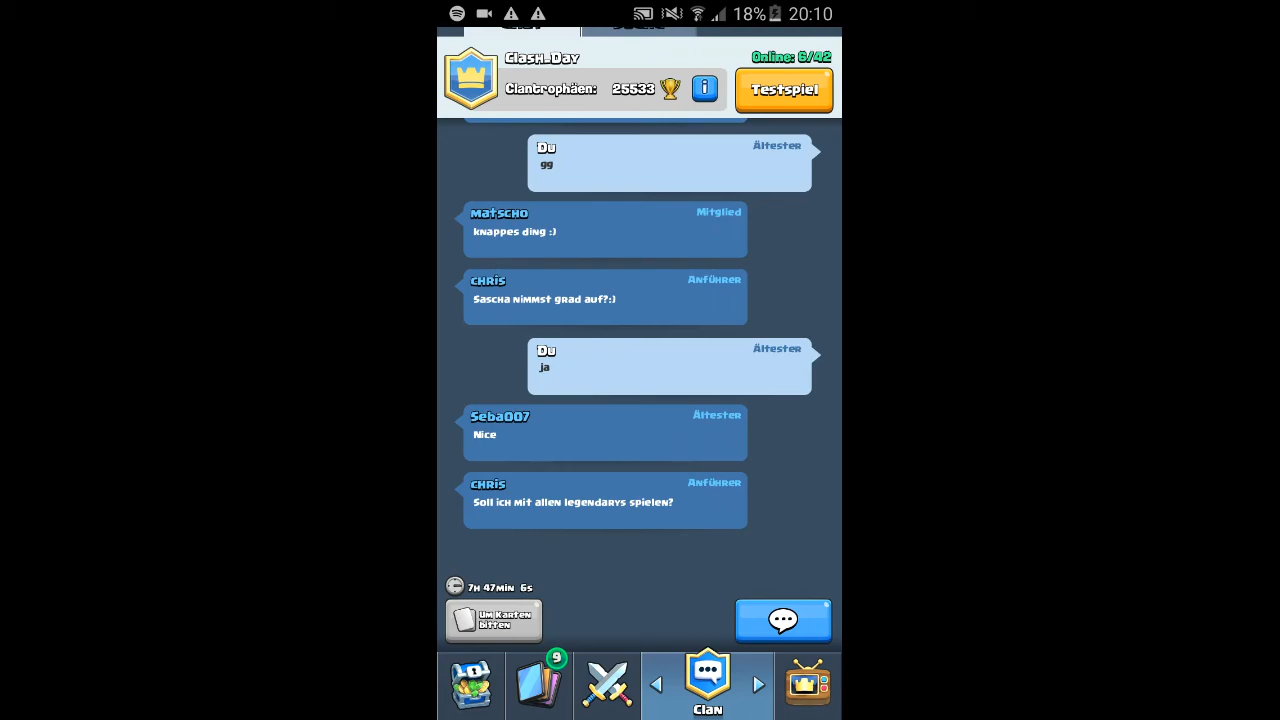 18% 20:10
Clash_Day
Online: 6/42
Clantrophäen: 25533
i
Testspiel
Du
Ältester
gg
Matscho
Mitglied
knappes ding :)
CHRIS
Anführer
Sascha nimmst grad auf?:)
Du
Ältester
ja
Seba007
Ältester
Nice
CHRIS
Anführer
Soll ich mit allen legendarys spielen?
7H 47MIN 6s
Um Karten
bitten
9
Clan